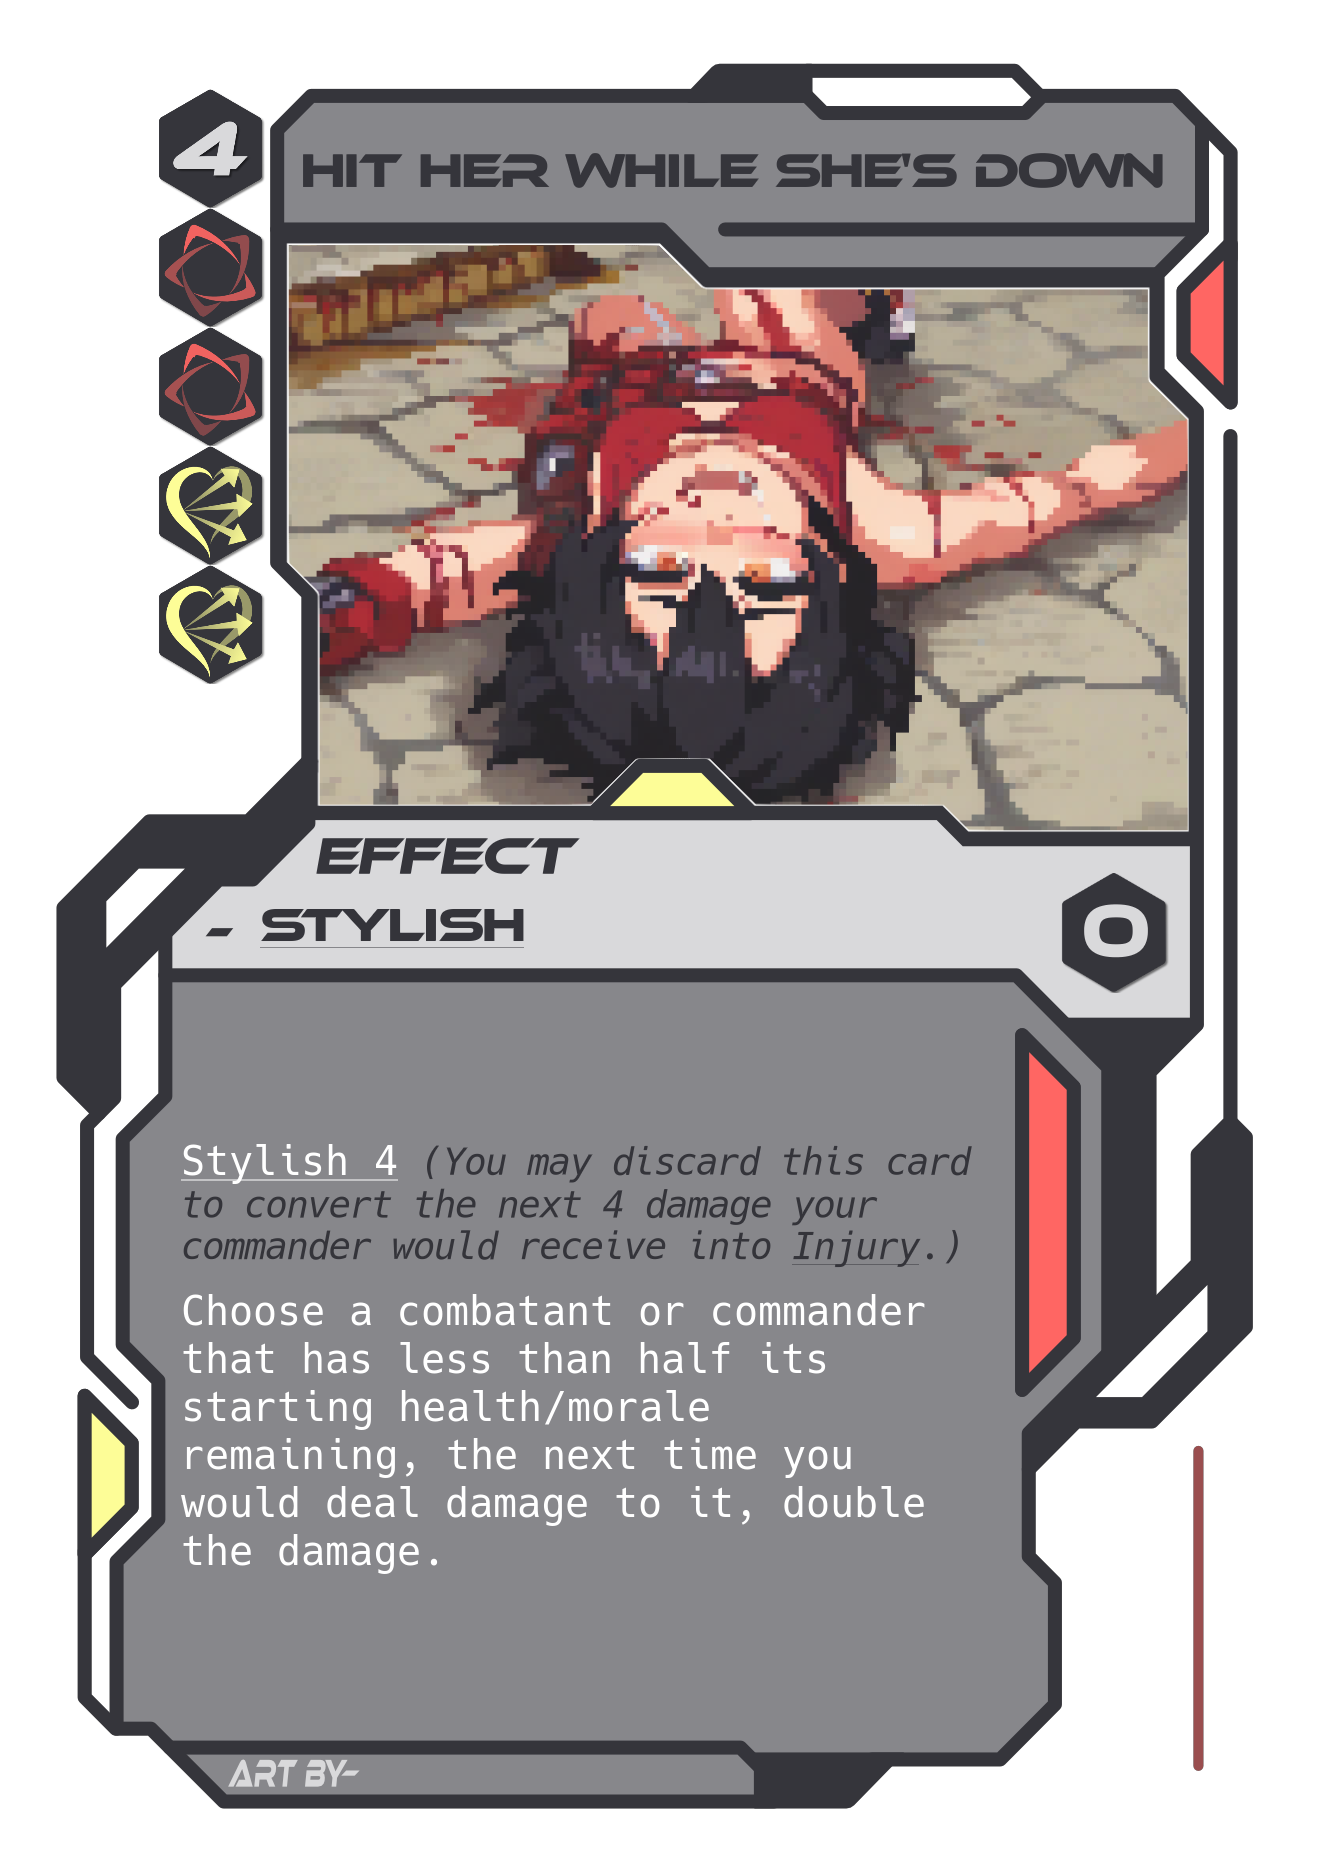 4
HIT HER WHILE SHE'S DOWN
EFFECT
- STYLISH
0
Stylish 4 (You may discard this card
to convert the next 4 damage your
commander would receive into Injury.)
Choose a combatant or commander
that has less than half its
starting health/morale
remaining, the next time you
would deal damage to it, double
the damage.
ART BY-